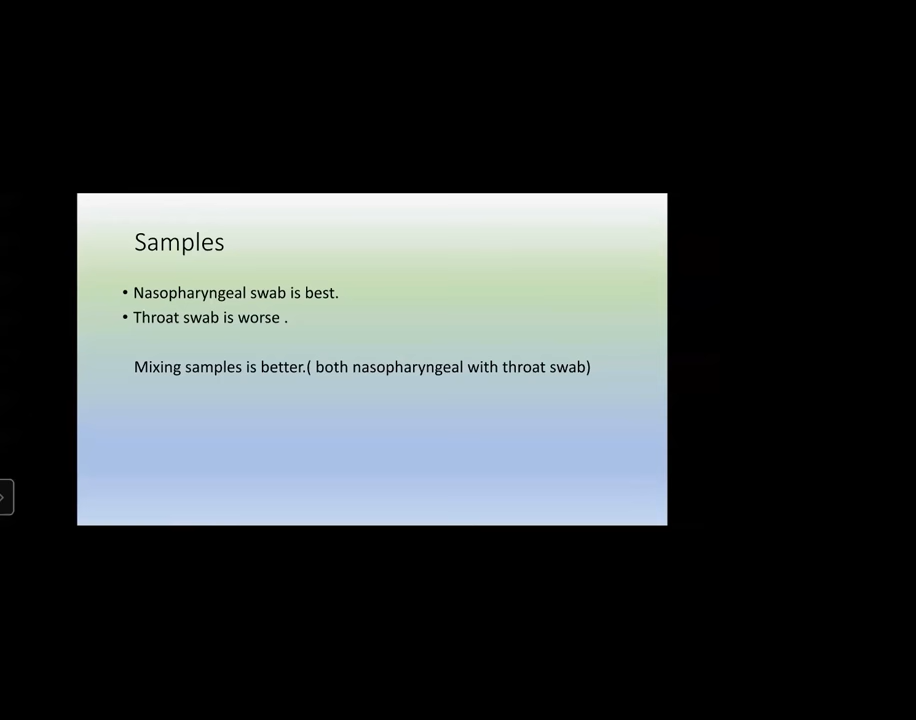 Samples
• Nasopharyngeal swab is best.
• Throat swab is worse .
Mixing samples is better.( both nasopharyngeal with throat swab)